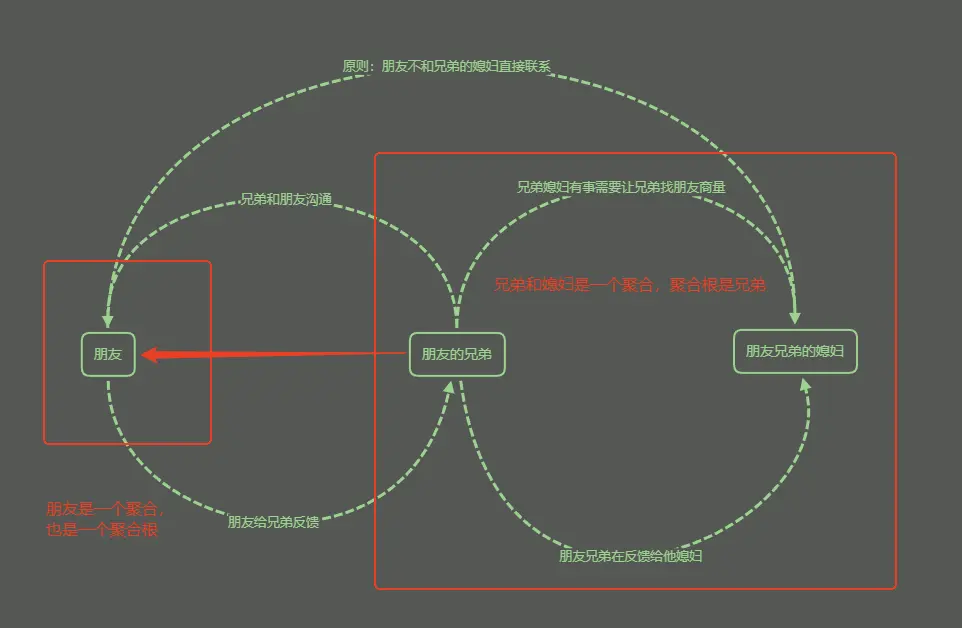 原则：朋友不和兄弟的媳妇直接联系
兄弟媳妇有事需要让兄弟找朋友商量
兄弟和朋友沟通
兄弟和媳妇是一个聚合，聚合根是兄弟
朋友
朋友的兄弟
朋友兄弟的媳妇
朋友是一个聚合，
也是一个聚合根
朋友给兄弟反馈
朋友兄弟在反馈给他媳妇